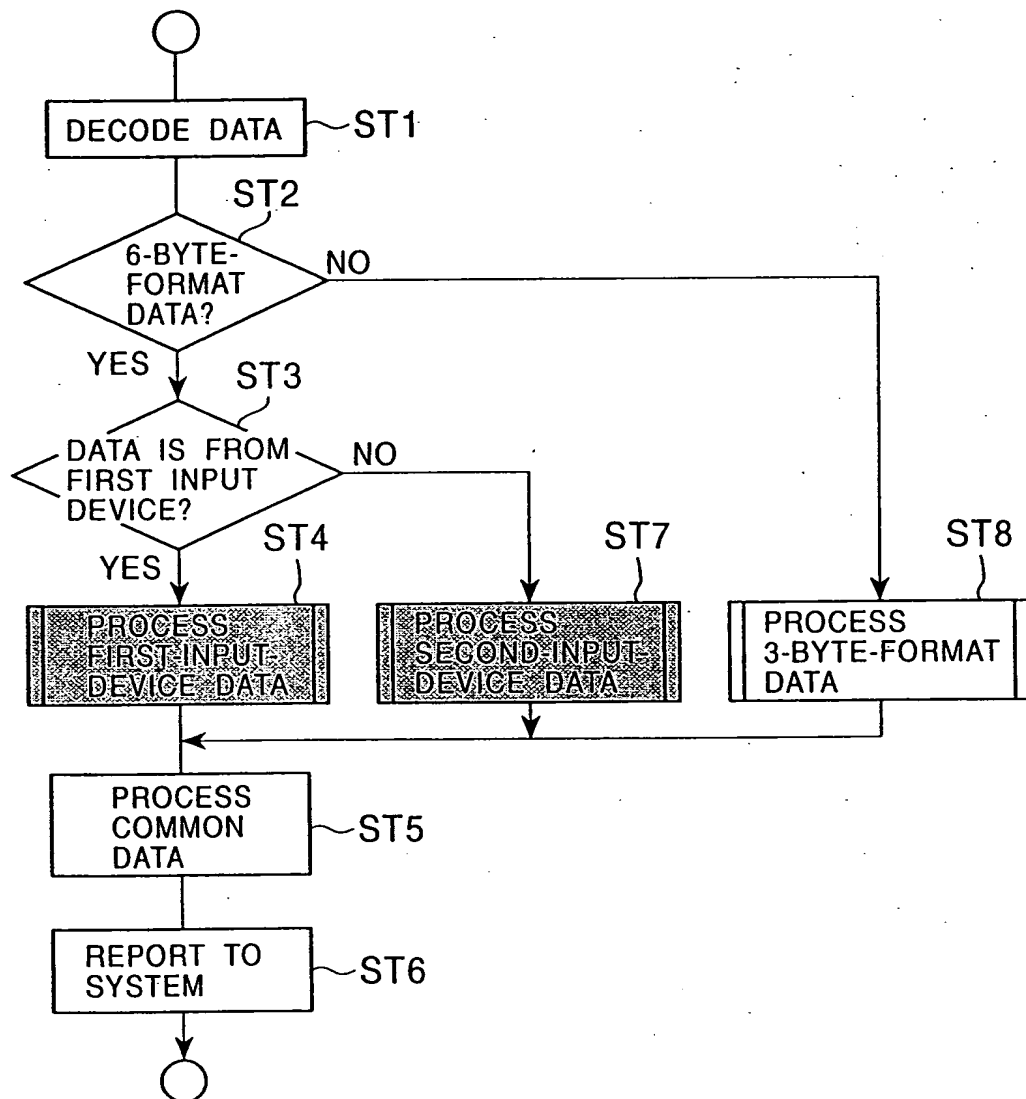 DECODE DATA
ST1
ST2
6-BYTE-
FORMAT
DATA?
NO
YES
ST3
DATA IS FROM
FIRST INPUT
DEVICE?
NO
YES
ST4
ST7
ST8
PROCESS
FIRST-INPUT-
DEVICE DATA
PROCESS
SECOND-INPUT-
DEVICE DATA
PROCESS
3-BYTE-FORMAT
DATA
PROCESS
COMMON
DATA
ST5
REPORT TO
SYSTEM
ST6